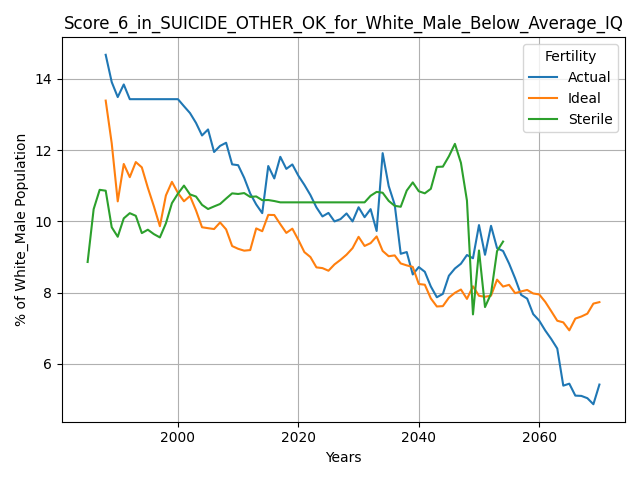 Score_6_in_SUICIDE_OTHER_OK_for_White_Male_Below_Average_IQ
Fertility
Actual
Ideal
Sterile
% of White_Male Population
14
12
10
8
6
2000 2020 2040 2060
Years